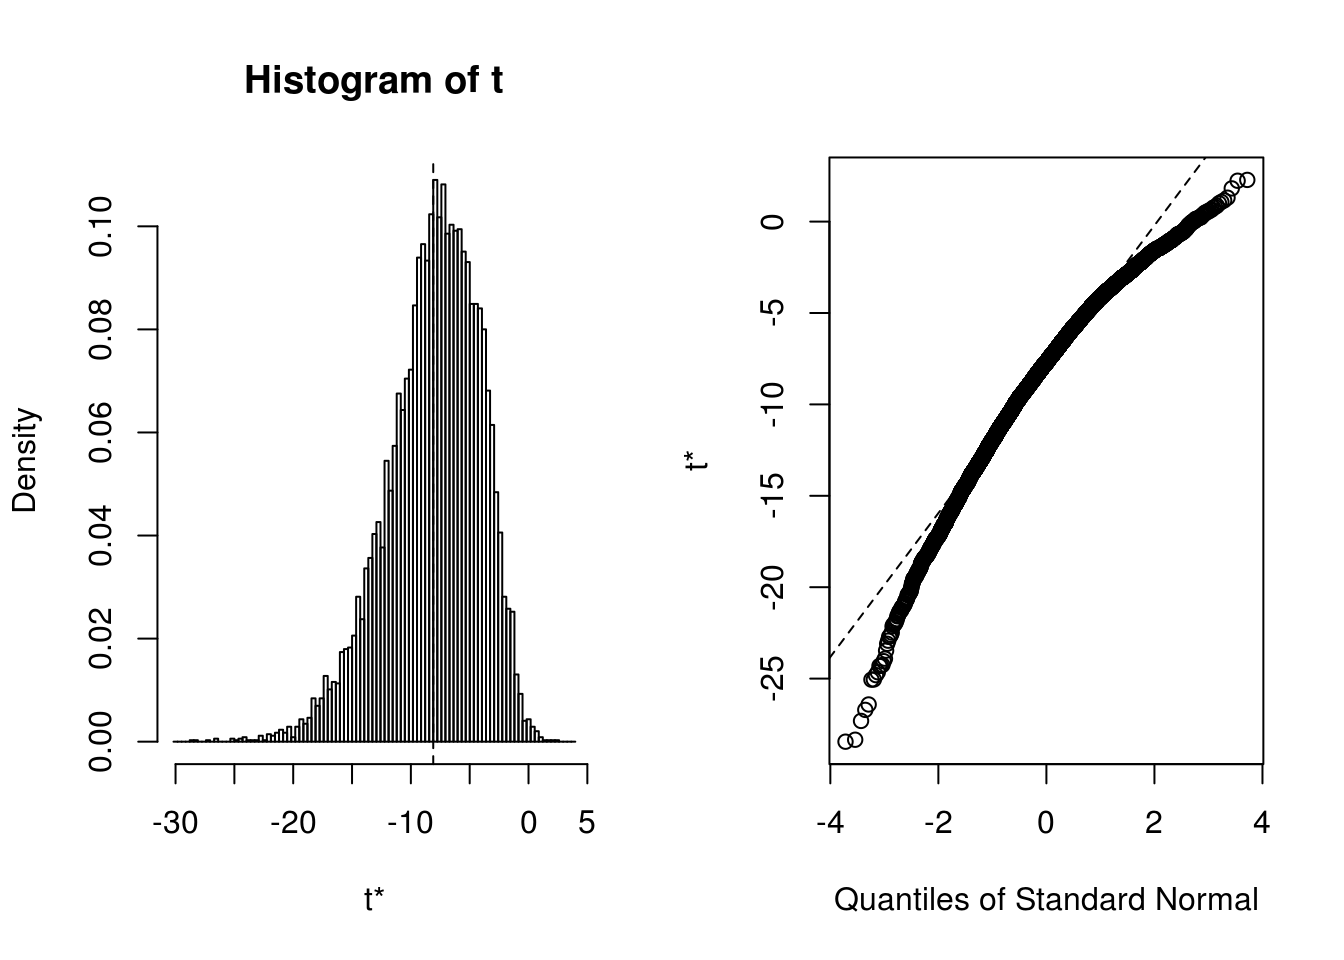 Histogram of t
Density
0.00 0.02 0.04 0.06 0.08 0.10
-30 -20 -10 0 5
t*
t*
-25 -20 -15 -10 -5 0
-4 -2 0 2 4
Quantiles of Standard Normal